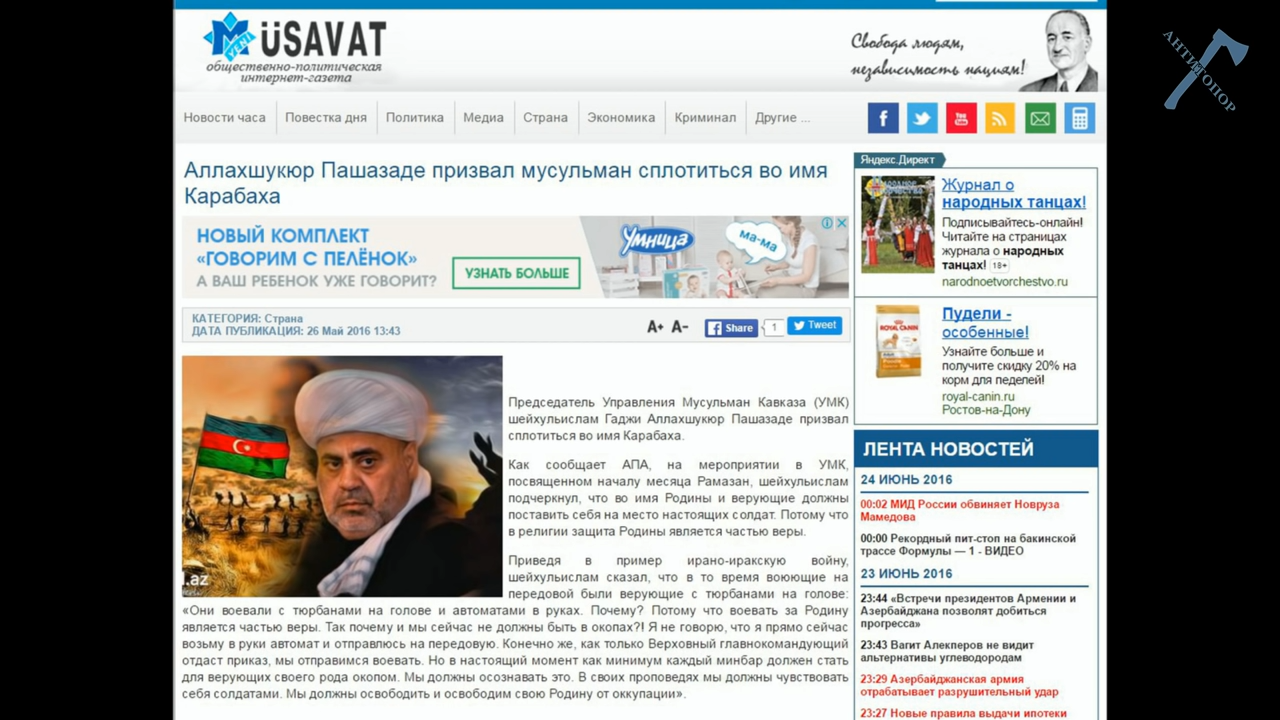 YENI
MÜSAVAT
общественно-политическая
интернет-газета
Свобода людям,
независимость нациям!
АНТИТОПОР
Новости часа
Повестка дня
Политика
Медиа
Страна
Экономика
Криминал
Другие ...
Аллахшукюр Пашазаде призвал мусульман сплотиться во имя
Карабаха
НОВЫЙ КОМПЛЕКТ
«ГОВОРИМ С ПЕЛЁНОК»
А ВАШ РЕБЕНОК УЖЕ ГОВОРИТ?
УЗНАТЬ БОЛЬШЕ
УМНИЦА
ма-ма
КАТЕГОРИЯ: Страна
ДАТА ПУБЛИКАЦИЯ: 26 Май 2016 13:43
A+ A-
Share
1
Tweet
.az
Председатель Управления Мусульман Кавказа (УМК)
шейхульислам Гаджи Аллахшукюр Пашазаде призвал
сплотиться во имя Карабаха.
Как сообщает АПА, на мероприятии в УМК,
посвященном началу месяца Рамазан, шейхульислам
подчеркнул, что во имя Родины и верующие должны
поставить себя на место настоящих солдат. Потому что
в религии защита Родины является частью веры.
Приведя в пример ирано-иракскую войну,
шейхульислам сказал, что в то время воюющие на
передовой были верующие с тюрбанами на голове:
«Они воевали с тюрбанами на голове и автоматами в руках. Почему? Потому что воевать за Родину
является частью веры. Так почему и мы сейчас не должны быть в окопах?! Я не говорю, что я прямо сейчас
возьму в руки автомат и отправлюсь на передовую. Конечно же, как только Верховный главнокомандующий
отдаст приказ, мы отправимся воевать. Но в настоящий момент как минимум каждый минбар должен стать
для верующих своего рода окопом. Мы должны осознавать это. В своих проповедях мы должны чувствовать
себя солдатами. Мы должны освободить и освободим свою Родину от оккупации».
Яндекс.Директ
Журнал о
народных танцах!
Подписывайтесь-онлайн!
Читайте на страницах
журнала о народных
танцах! 18+
narodnoetvorchestvo.ru
ROYAL CANIN
Пудели -
особенные!
Узнайте больше и
получите скидку 20% на
корм для педелей!
royal-canin.ru
Ростов-на-Дону
ЛЕНТА НОВОСТЕЙ
24 ИЮНЬ 2016
00:02 МИД России обвиняет Новруза
Мамедова
00:00 Рекордный пит-стоп на бакинской
трассе Формулы — 1 - ВИДЕО
23 ИЮНЬ 2016
23:44 «Встречи президентов Армении и
Азербайджана позволят добиться
прогресса»
23:43 Вагит Алекперов не видит
альтернативы углеводородам
23:29 Азербайджанская армия
отрабатывает разрушительный удар
23:27 Новые правила выдачи ипотеки